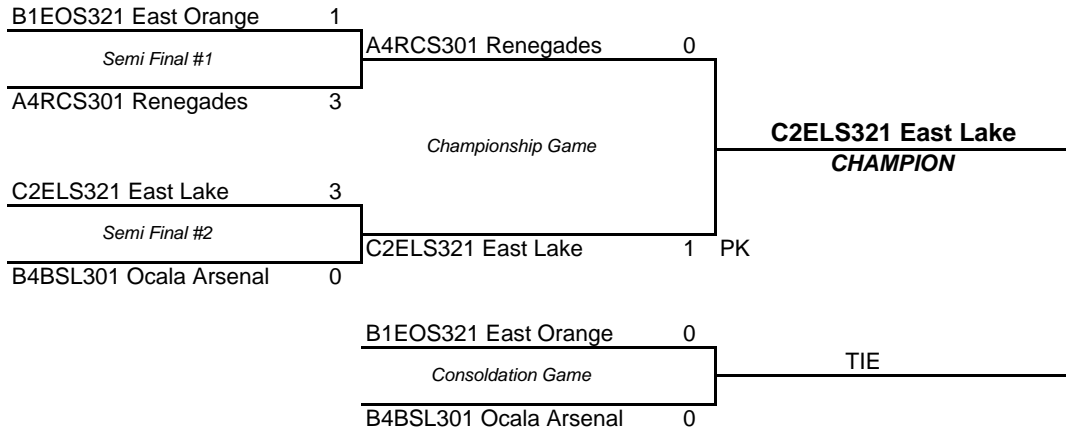 B1EOS321 East Orange 1
Semi Final #1
A4RCS301 Renegades 3
A4RCS301 Renegades 0
Championship Game
C2ELS321 East Lake
CHAMPION
C2ELS321 East Lake 3
Semi Final #2
B4BSL301 Ocala Arsenal 0
C2ELS321 East Lake 1 PK
B1EOS321 East Orange 0
Consoldation Game
TIE
B4BSL301 Ocala Arsenal 0